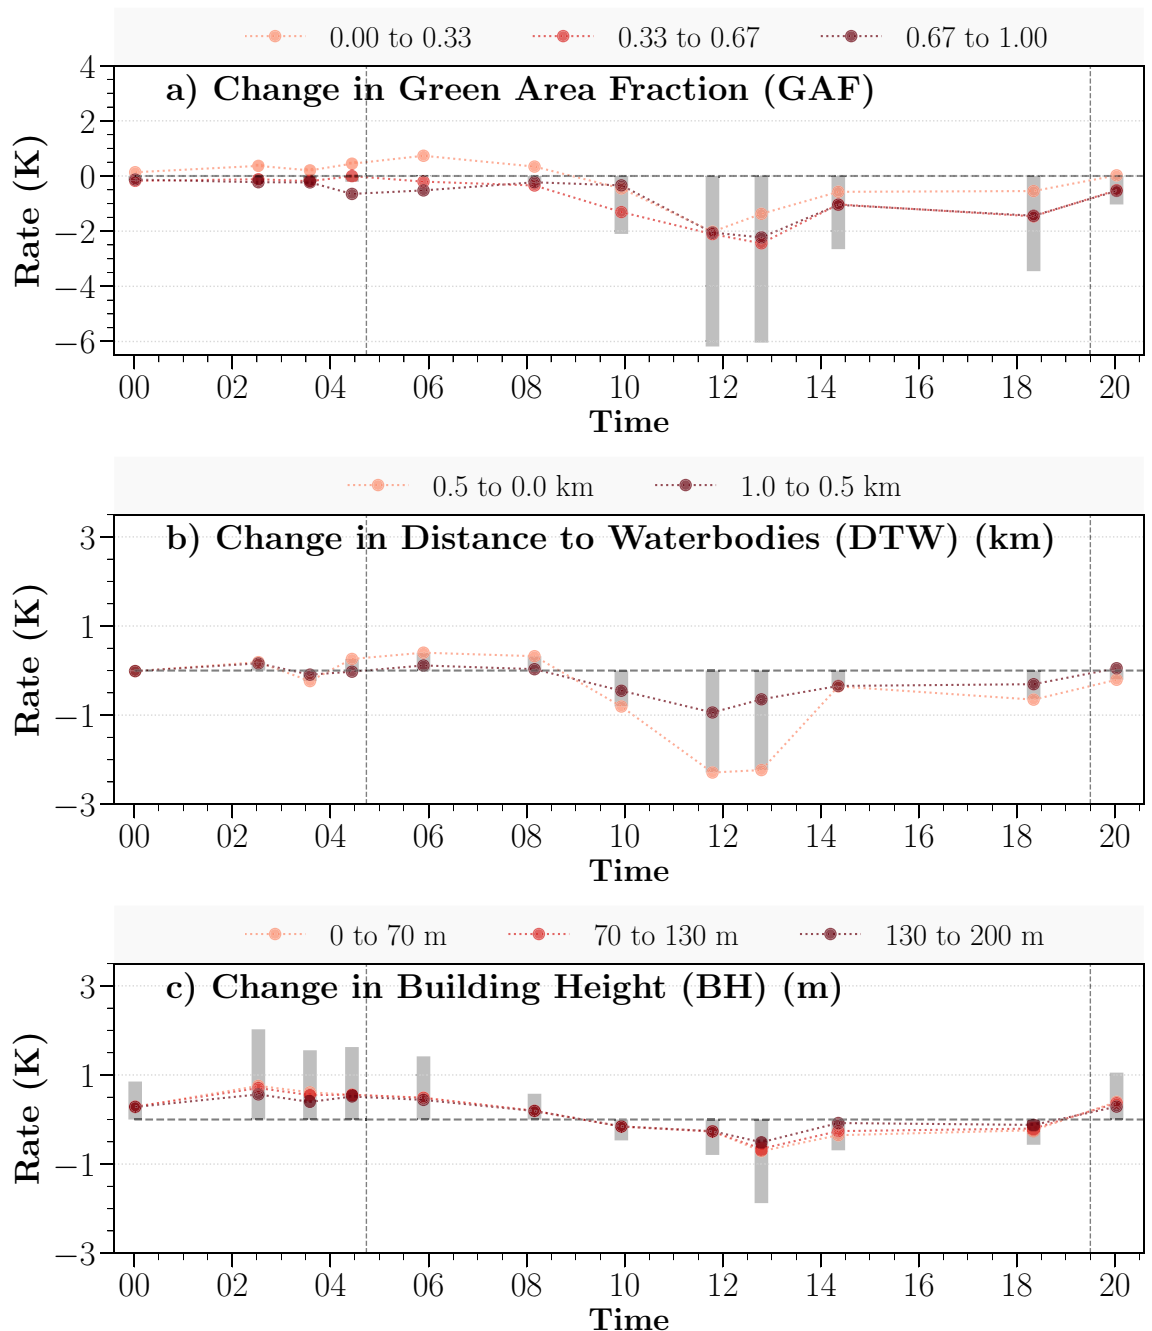 0.00 to 0.33 0.33 to 0.67 0.67 to 1.00
a) Change in Green Area Fraction (GAF)
4
2
0
−2
−4
−6
Rate (K)
00 02 04 06 08 10 12 14 16 18 20
Time
0.5 to 0.0 km 1.0 to 0.5 km
b) Change in Distance to Waterbodies (DTW) (km)
3
1
−1
−3
Rate (K)
00 02 04 06 08 10 12 14 16 18 20
Time
0 to 70 m 70 to 130 m 130 to 200 m
c) Change in Building Height (BH) (m)
3
1
−1
−3
Rate (K)
00 02 04 06 08 10 12 14 16 18 20
Time